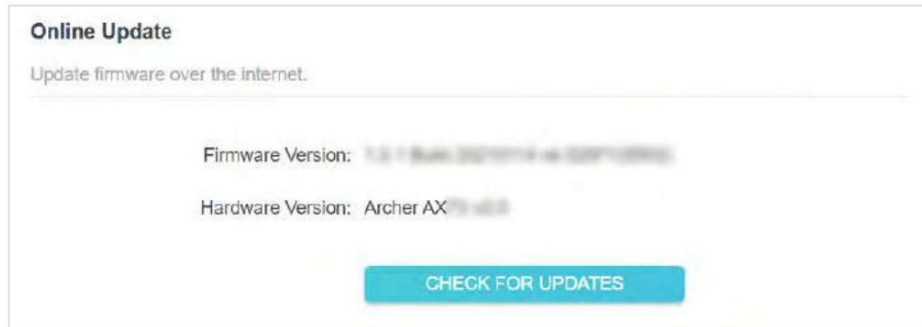 Online Update
Update firmware over the internet.
Firmware Version:
Hardware Version: Archer AX
CHECK FOR UPDATES